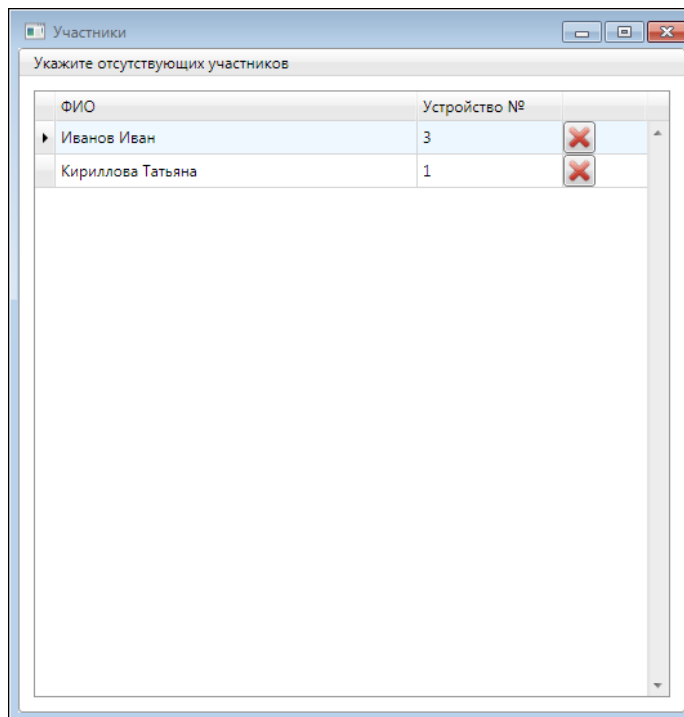 Участники
Укажите отсутствующих участников
ФИО Устройство №
Иванов Иван 3
Кириллова Татьяна 1